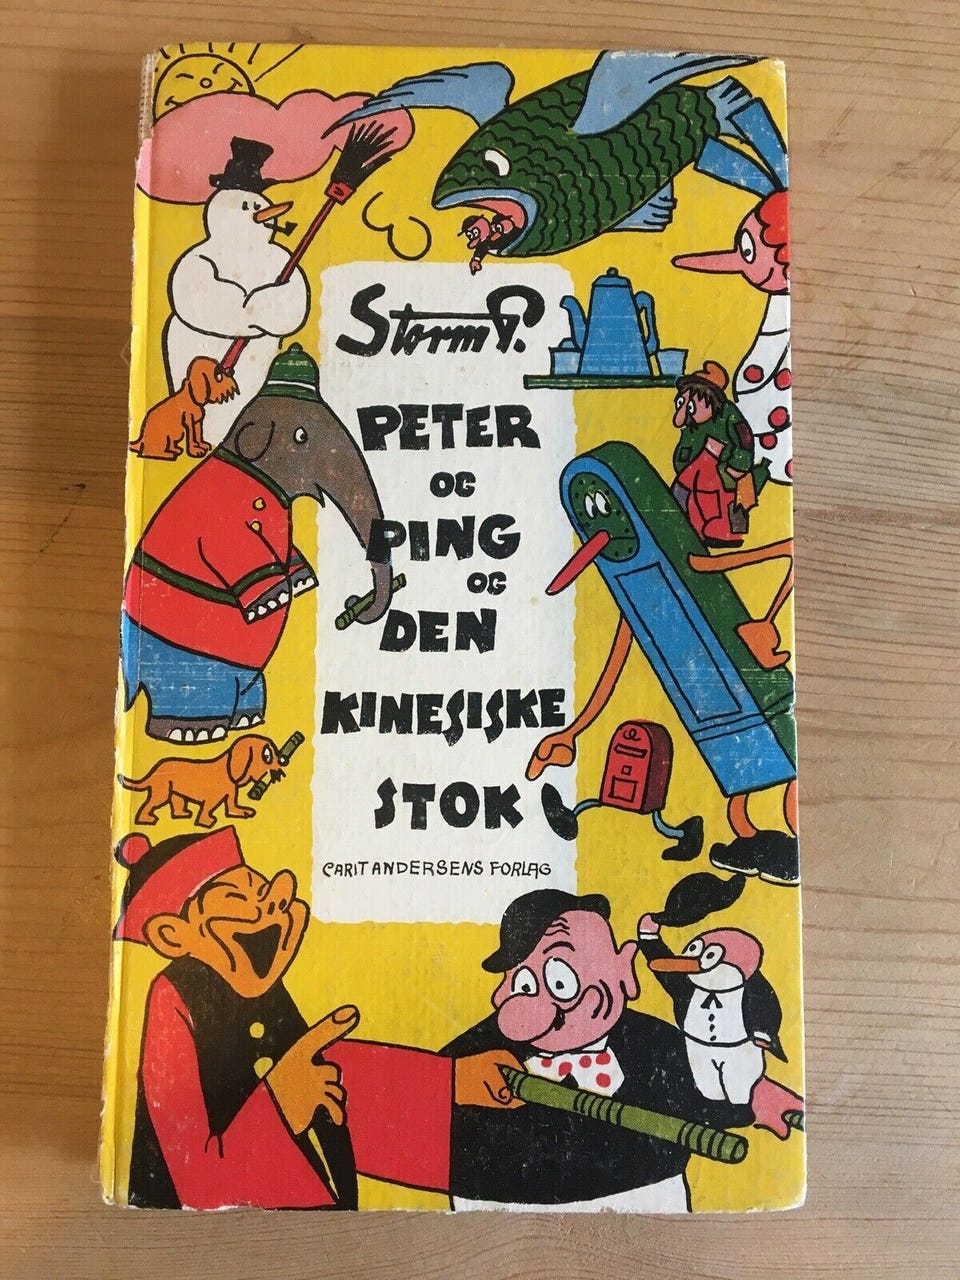 Storm P.
PETER
OG
PING
OG
DEN
KINESISKE
STOK
CARIT ANDERSENS FORLAG